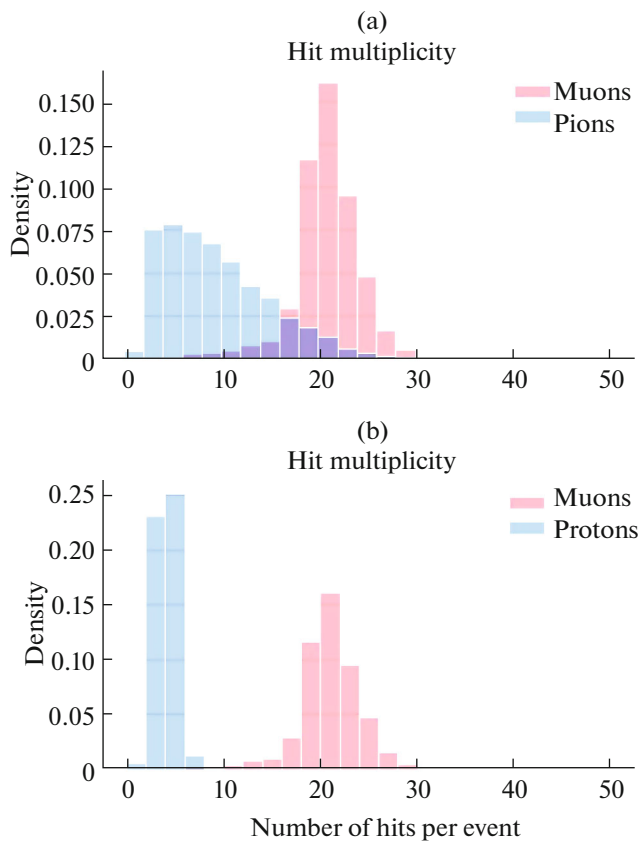 (a)
Hit multiplicity
Muons
Pions
Density
0.150
0.125
0.100
0.075
0.050
0.025
0
0 10 20 30 40 50
(b)
Hit multiplicity
Muons
Protons
Density
0.25
0.20
0.15
0.10
0.05
0
0 10 20 30 40 50
Number of hits per event